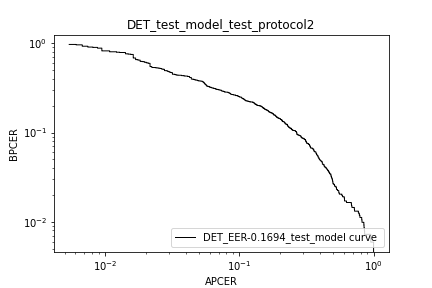 DET_test_model_test_protocol2
10⁰
10⁻¹
10⁻²
BPCER
DET_EER-0.1694_test_model curve
10⁻² 10⁻¹ 10⁰
APCER